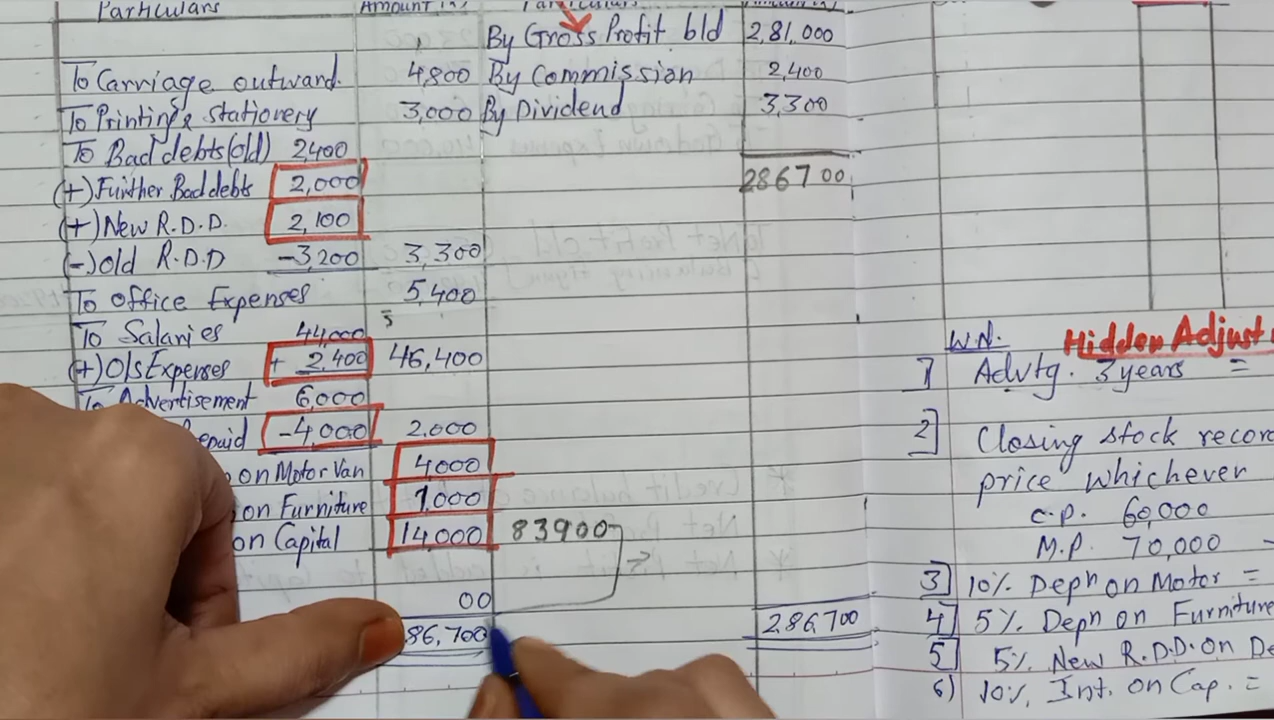 Particulars Amount (₹) Particulars
By Gross Profit b/d 2,81,000
To Carriage outward. 4,800 By Commission 2,400
To Printing & stationery 3,000 By Dividend 3,300
To Bad debts(old) 2400
(+) Further Bad debts 2,000 286700
(+) New R.D.D. 2,100
(-) old R.D.D -3,200 3,300
To office Expenses 5,400
To Salaries 44,000
(+) O/s Expenses + 2,400 46,400
To Advertisement 6,000
-4,000 2,000
on Motor Van 4000
on Furniture 1,000
on Capital 14,000 83900
00
86,700 2,86,700
W.N. Hidden Adjust
1] Advtg. 3 years =
2] Closing stock recor
price whichever
C.P. 60,000
M.P. 70,000 -
3] 10% Depn on Motor =
4] 5% Depn on Furniture
5] 5% New R.D.D. on De
6) 10% Int. on Cap. =